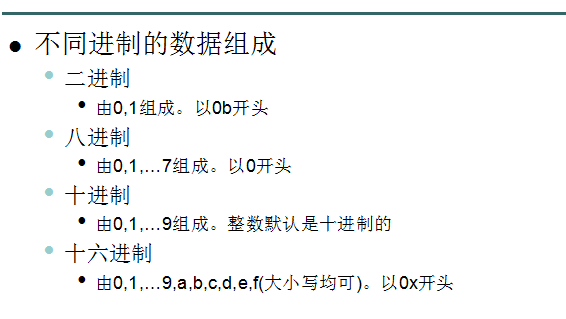 不同进制的数据组成
二进制
由0,1组成。以0b开头
八进制
由0,1,…7组成。以0开头
十进制
由0,1,…9组成。整数默认是十进制的
十六进制
由0,1,…9,a,b,c,d,e,f(大小写均可)。以0x开头